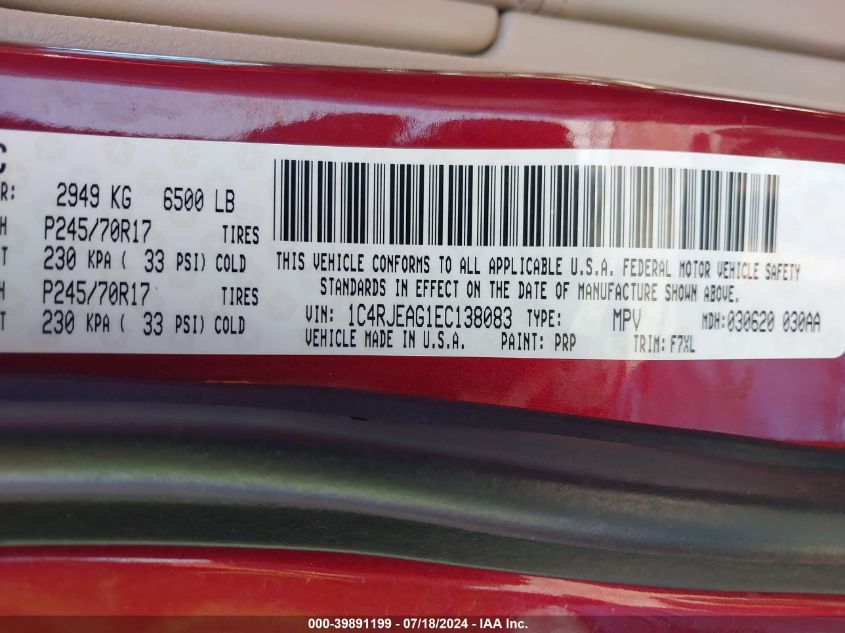 C
R: 2949 KG 6500 LB
H P245/70R17 TIRES
T 230 KPA ( 33 PSI) COLD
H P245/70R17 TIRES
T 230 KPA ( 33 PSI) COLD
THIS VEHICLE CONFORMS TO ALL APPLICABLE U.S.A. FEDERAL MOTOR VEHICLE SAFETY
STANDARDS IN EFFECT ON THE DATE OF MANUFACTURE SHOWN ABOVE.
VIN: 1C4RJEAG1EC138083 TYPE: MPV MDH:030620 030AA
VEHICLE MADE IN U.S.A. PAINT: PRP TRIM: F7XL
000-39891199 / 07/18/2024 - IAA Inc.